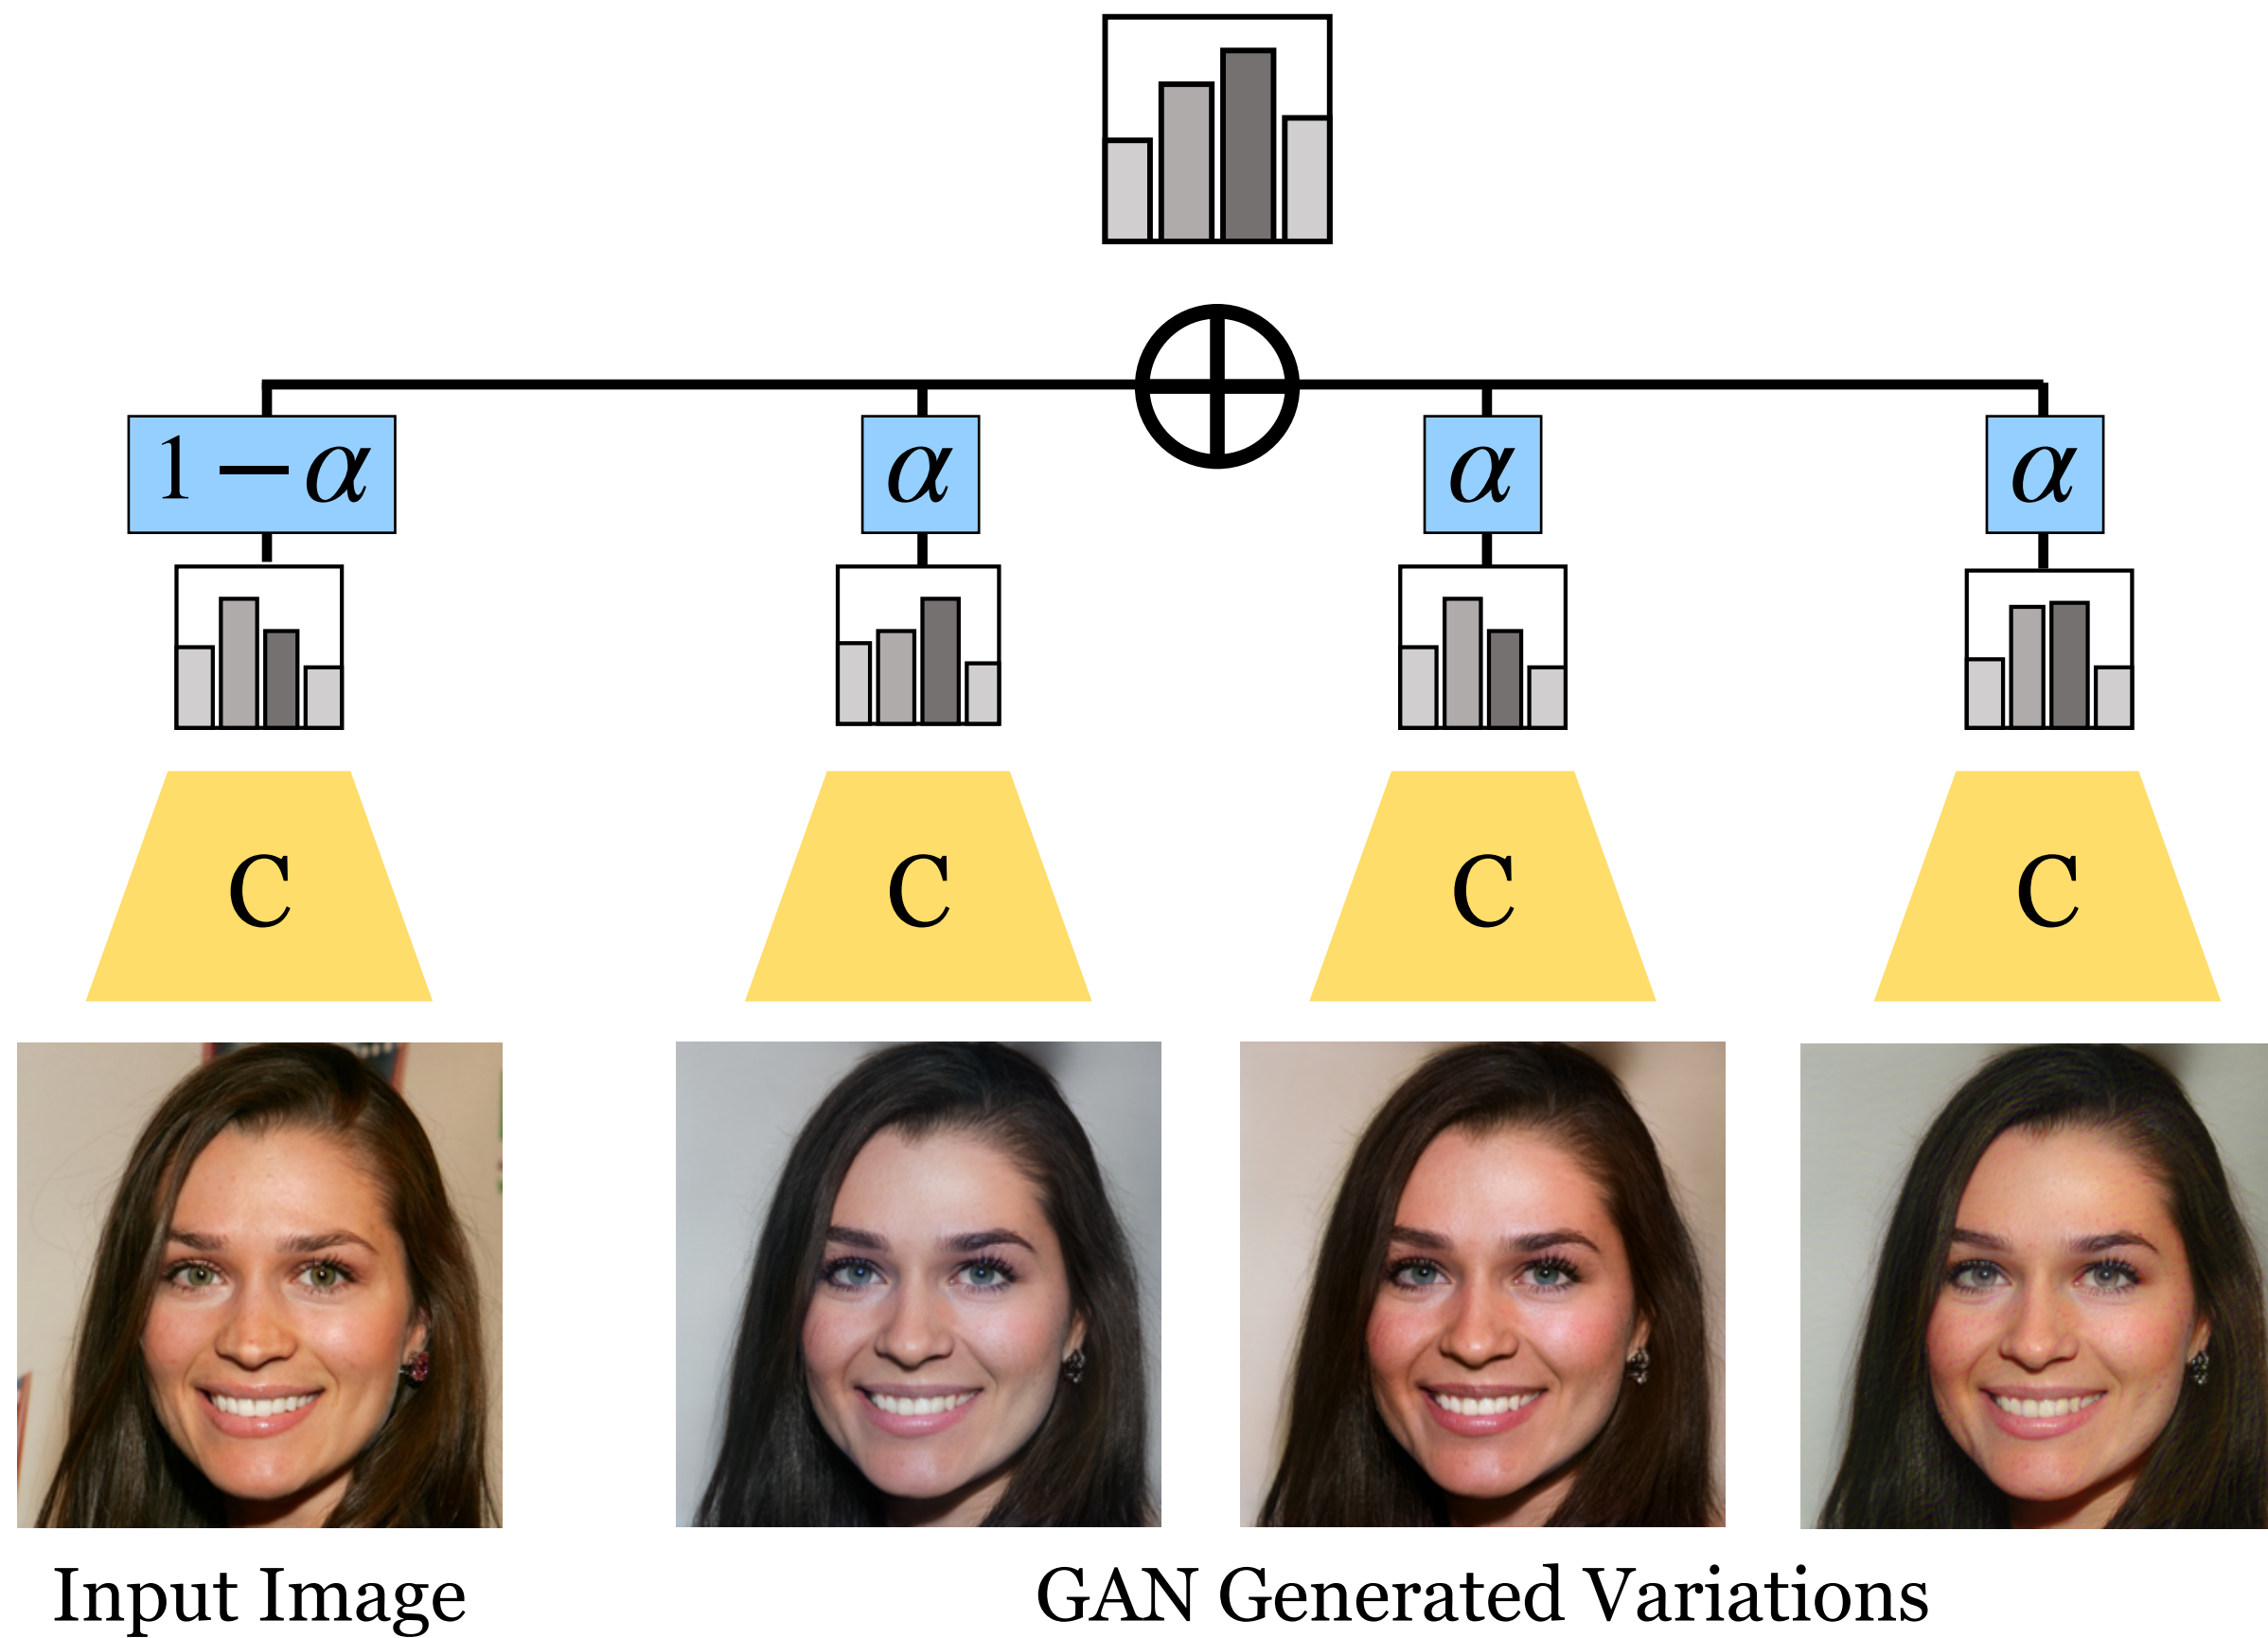 1 − α α α α
C C C C
Input Image GAN Generated Variations